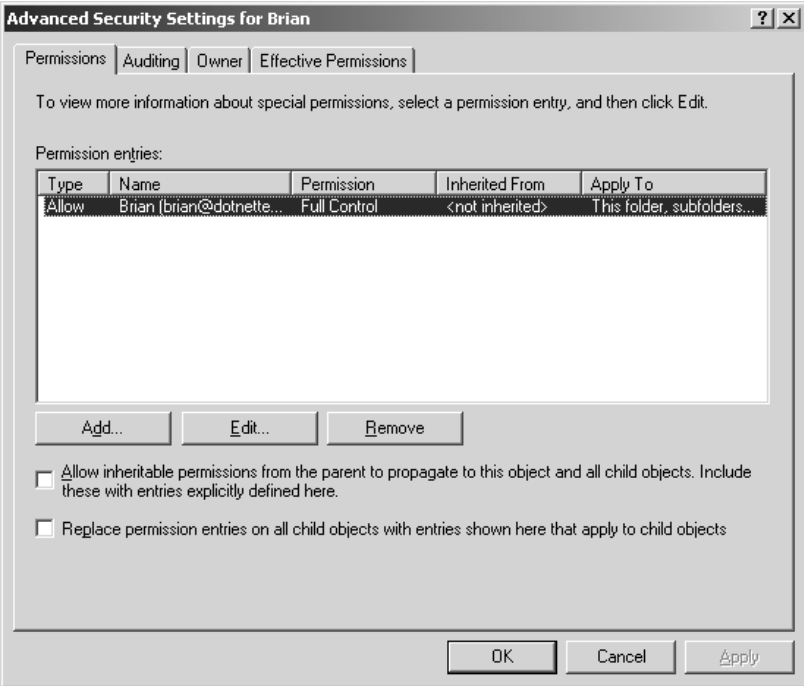 Advanced Security Settings for Brian
Permissions Auditing Owner Effective Permissions
To view more information about special permissions, select a permission entry, and then click Edit.
Permission entries:
Type Name Permission Inherited From Apply To
Allow Brian (brian@dotnette... Full Control <not inherited> This folder, subfolders...
Add... Edit... Remove
Allow inheritable permissions from the parent to propagate to this object and all child objects. Include
these with entries explicitly defined here.
Replace permission entries on all child objects with entries shown here that apply to child objects
OK Cancel Apply